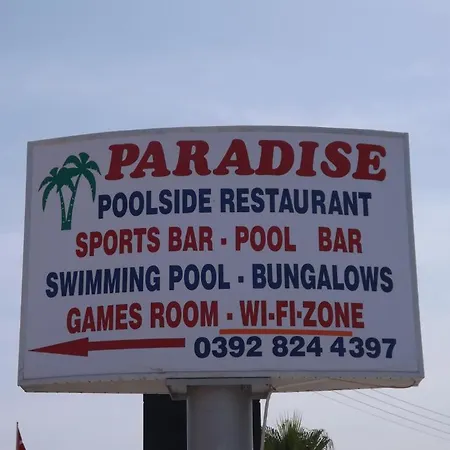 PARADISE
POOLSIDE RESTAURANT
SPORTS BAR - POOL BAR
SWIMMING POOL - BUNGALOWS
GAMES ROOM - WI-FI-ZONE
0392 824 4397